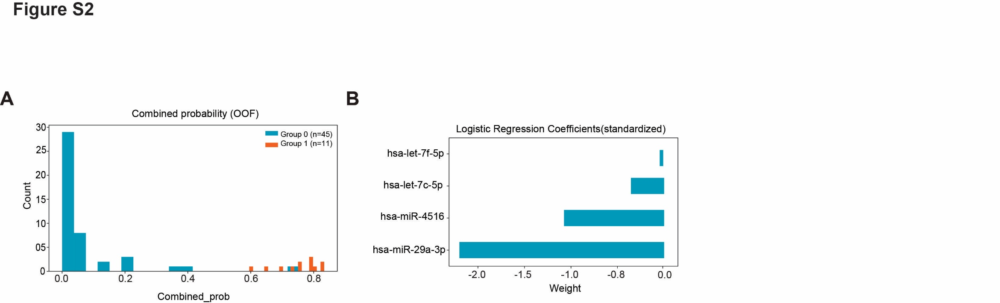 Figure S2
A
Combined probability (OOF)
30
25
20
15
10
05
0
Count
Group 0 (n=45)
Group 1 (n=11)
0.0 0.2 0.4 0.6 0.8
Combined_prob
B
Logistic Regression Coefficients(standardized)
hsa-let-7f-5p
hsa-let-7c-5p
hsa-miR-4516
hsa-miR-29a-3p
-2.0 -1.5 -1.0 -0.8 0.0
Weight